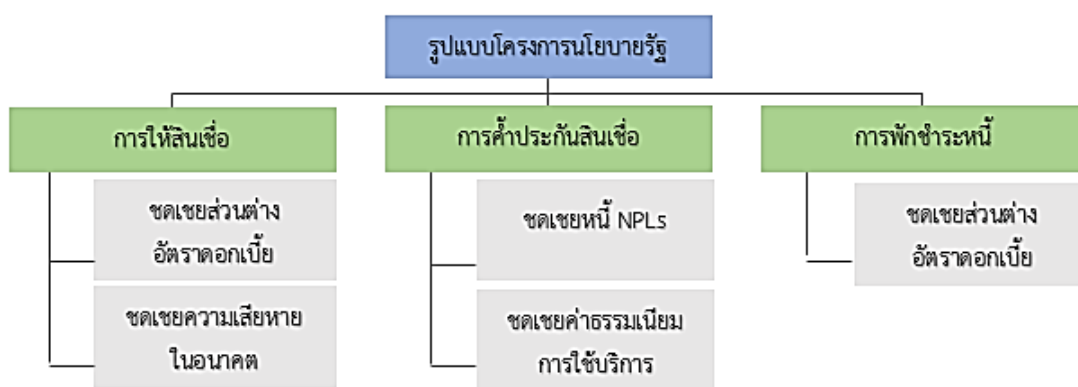 รูปแบบโครงการนโยบายรัฐ
การให้สินเชื่อ
ชดเชยส่วนต่าง
อัตราดอกเบี้ย
ชดเชยความเสียหาย
ในอนาคต
การค้ำประกันสินเชื่อ
ชดเชยหนี้ NPLs
ชดเชยค่าธรรมเนียม
การใช้บริการ
การพักชำระหนี้
ชดเชยส่วนต่าง
อัตราดอกเบี้ย